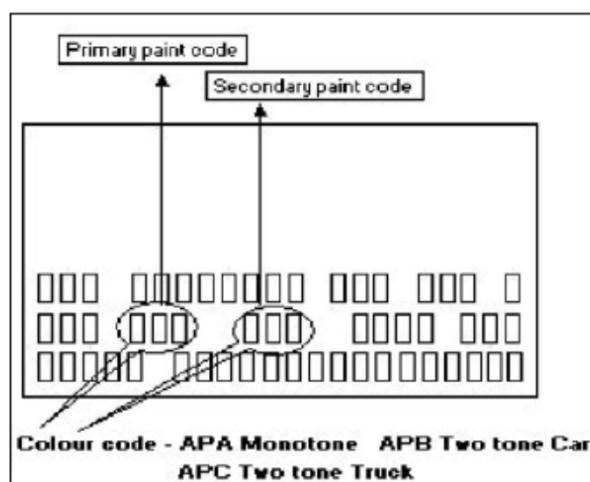 Primary paint code
Secondary paint code
Colour code - APA Monotone APB Two tone Car
APC Two tone Truck